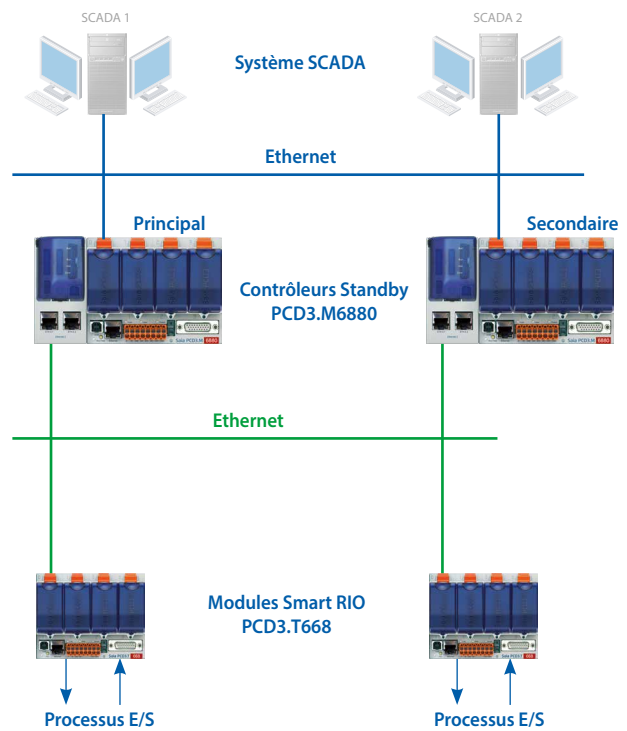 SCADA 1
SCADA 2
Système SCADA
Ethernet
Principal
Secondaire
Contrôleurs Standby
PCD3.M6880
Ethernet
Modules Smart RIO
PCD3.T668
Processus E/S
Processus E/S